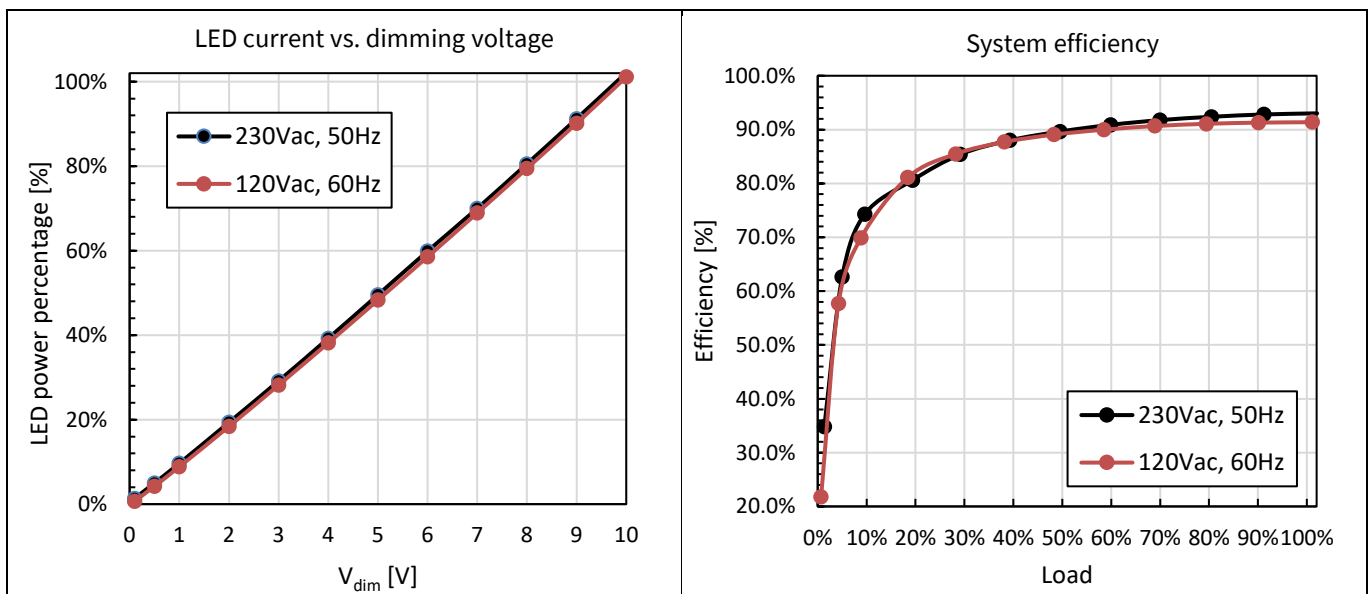 LED current vs. dimming voltage
LED power percentage [%]
100%
80%
60%
40%
20%
0%
230Vac, 50Hz
120Vac, 60Hz
0 1 2 3 4 5 6 7 8 9 10
Vdim [V]
System efficiency
Efficiency [%]
100.0%
90.0%
80.0%
70.0%
60.0%
50.0%
40.0%
30.0%
20.0%
230Vac, 50Hz
120Vac, 60Hz
0% 10% 20% 30% 40% 50% 60% 70% 80% 90% 100%
Load